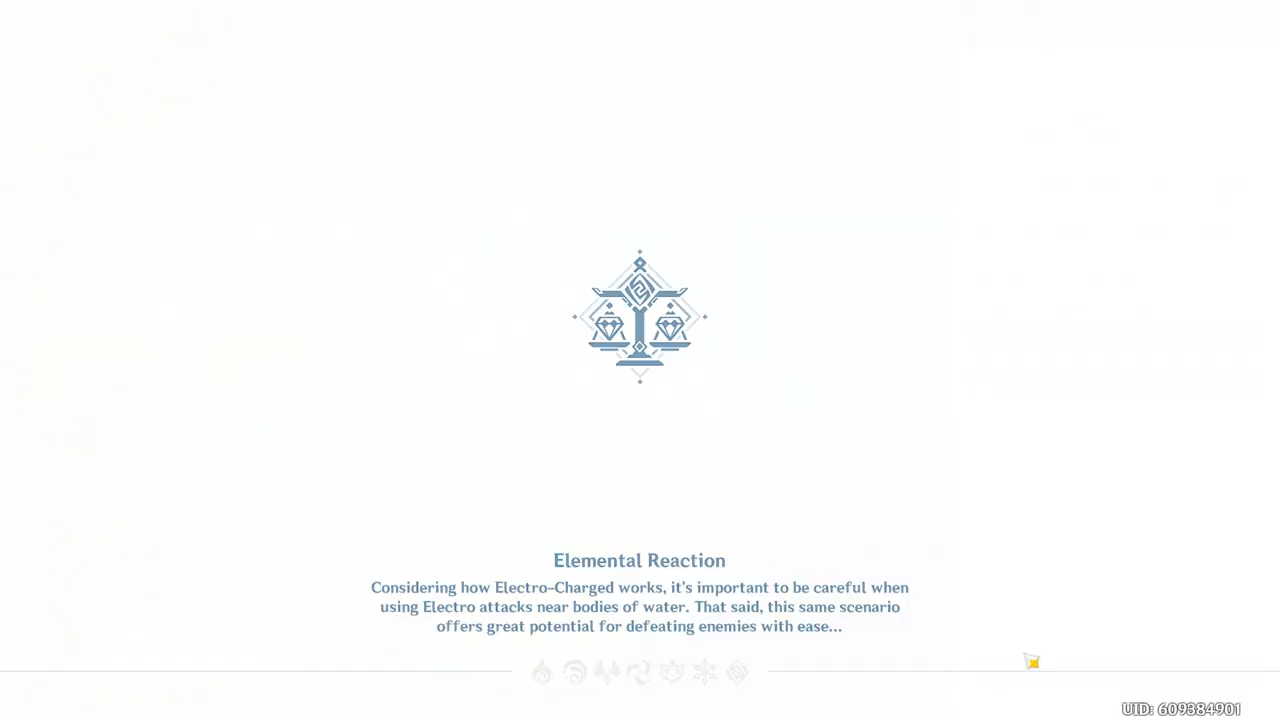 Elemental Reaction
Considering how Electro-Charged works, it's important to be careful when
using Electro attacks near bodies of water. That said, this same scenario
offers great potential for defeating enemies with ease...
UID: 609384901